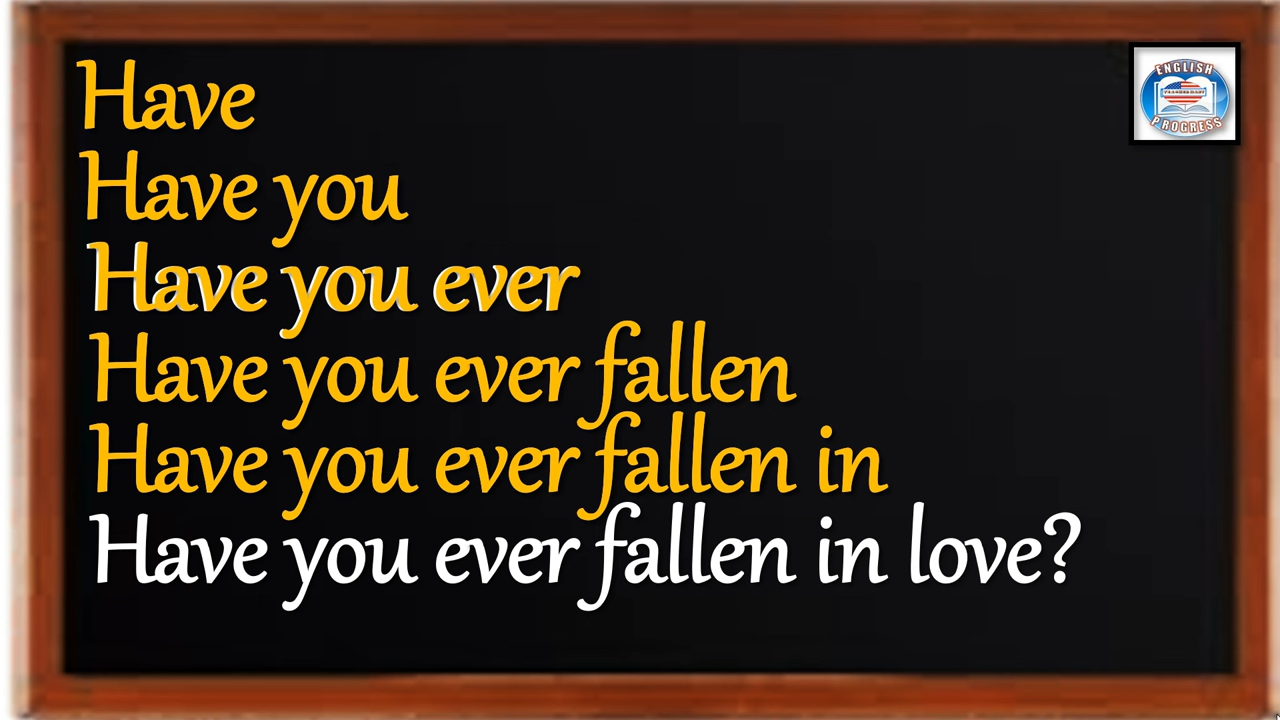 Have
Have you
Have you ever
Have you ever fallen
Have you ever fallen in
Have you ever fallen in love?
ENGLISH
PROGRESS